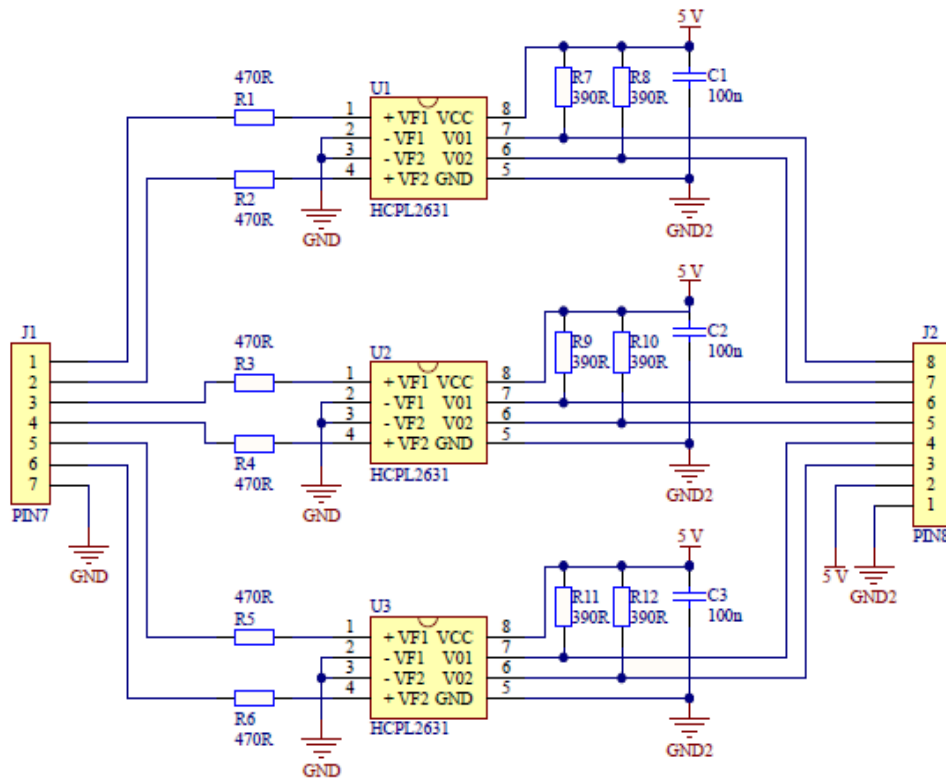 5 V
470R
R1
U1
1 +VF1 VCC 8
2 -VF1 V01 7
3 -VF2 V02 6
4 +VF2 GND 5
HCPL2631
R2
470R
GND
R7
390R
R8
390R
C1
100n
GND2
5 V
J1
1
2
3
4
5
6
7
PIN7
GND
470R
R3
U2
1 +VF1 VCC 8
2 -VF1 V01 7
3 -VF2 V02 6
4 +VF2 GND 5
HCPL2631
R4
470R
GND
R9
390R
R10
390R
C2
100n
GND2
J2
8
7
6
5
4
3
2
1
PIN8
5 V
GND2
5 V
470R
R5
U3
1 +VF1 VCC 8
2 -VF1 V01 7
3 -VF2 V02 6
4 +VF2 GND 5
HCPL2631
R6
470R
GND
R11
390R
R12
390R
C3
100n
GND2